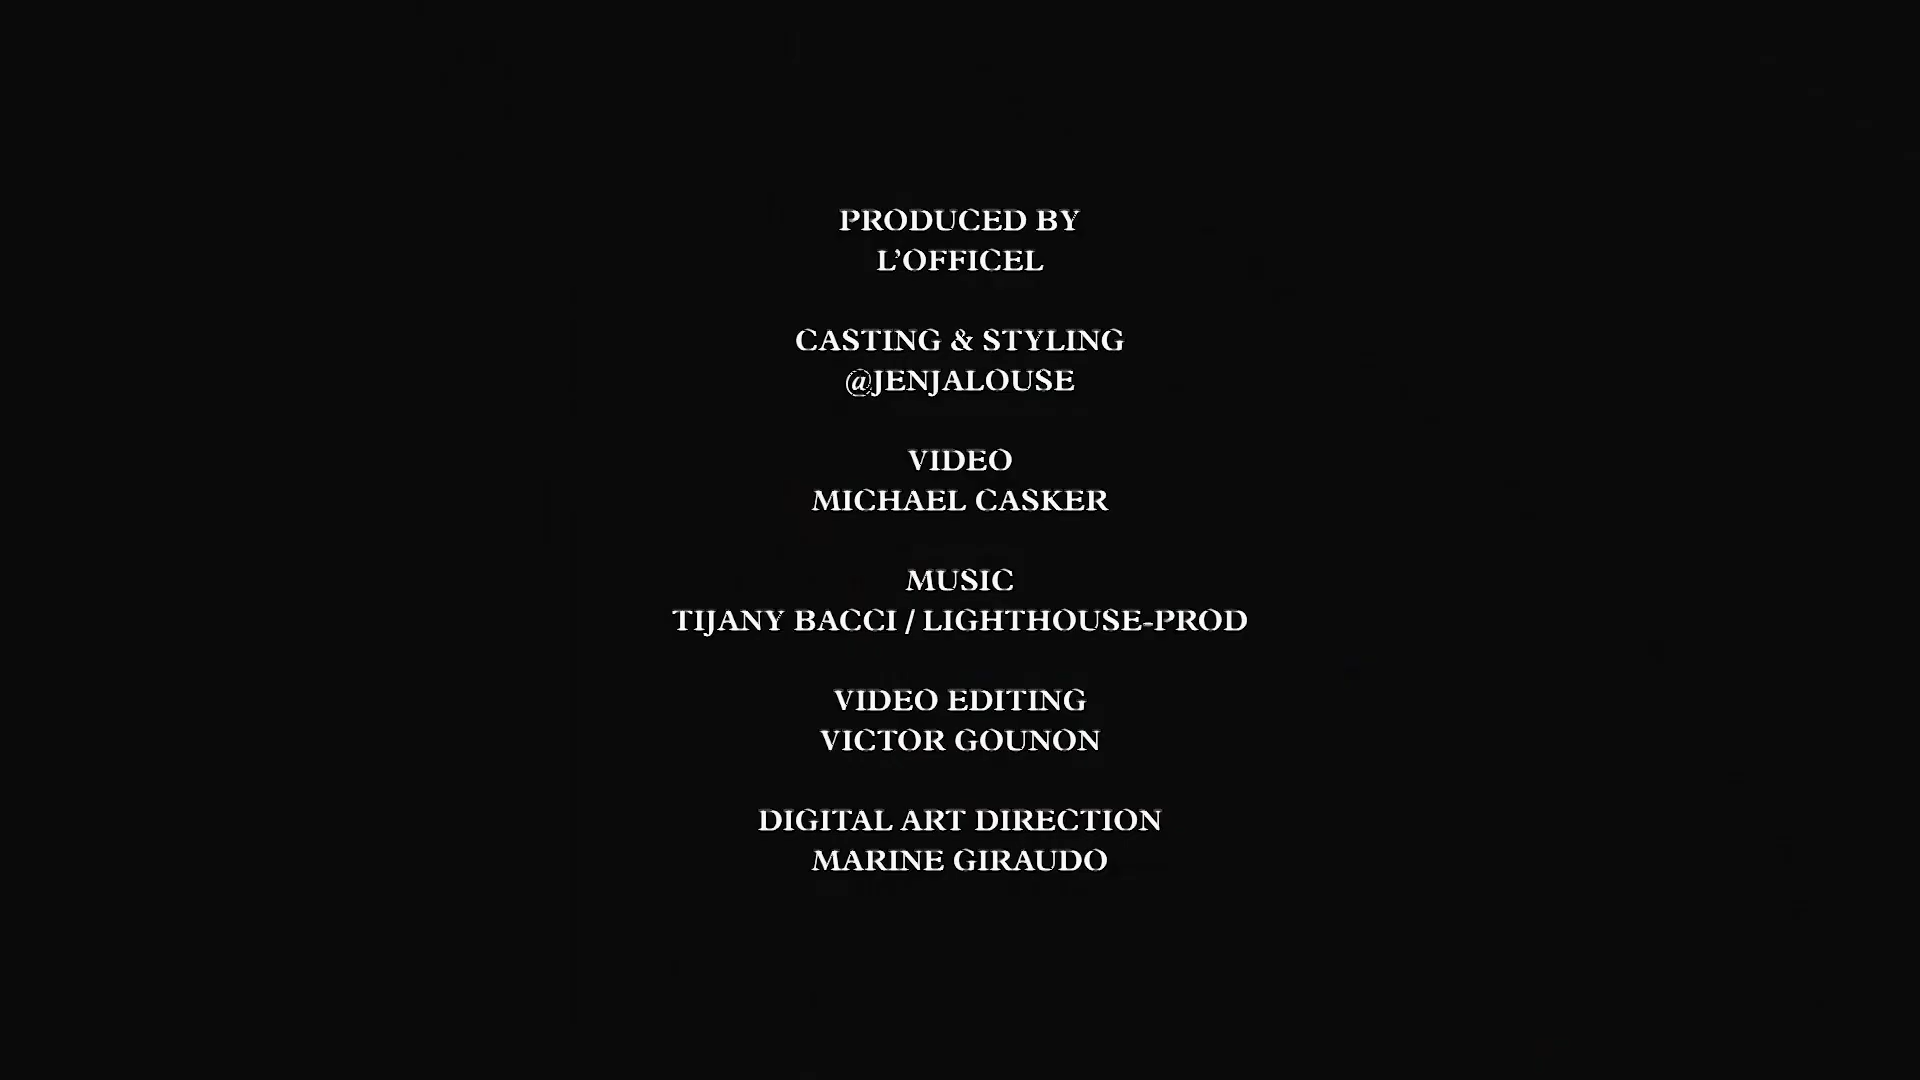 PRODUCED BY
L’OFFICEL
CASTING & STYLING
@JENJALOUSE
VIDEO
MICHAEL CASKER
MUSIC
TIJANY BACCI / LIGHTHOUSE-PROD
VIDEO EDITING
VICTOR GOUNON
DIGITAL ART DIRECTION
MARINE GIRAUDO